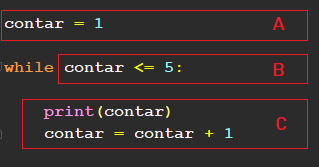 contar = 1 A
while contar <= 5: B
print(contar)
contar = contar + 1 C